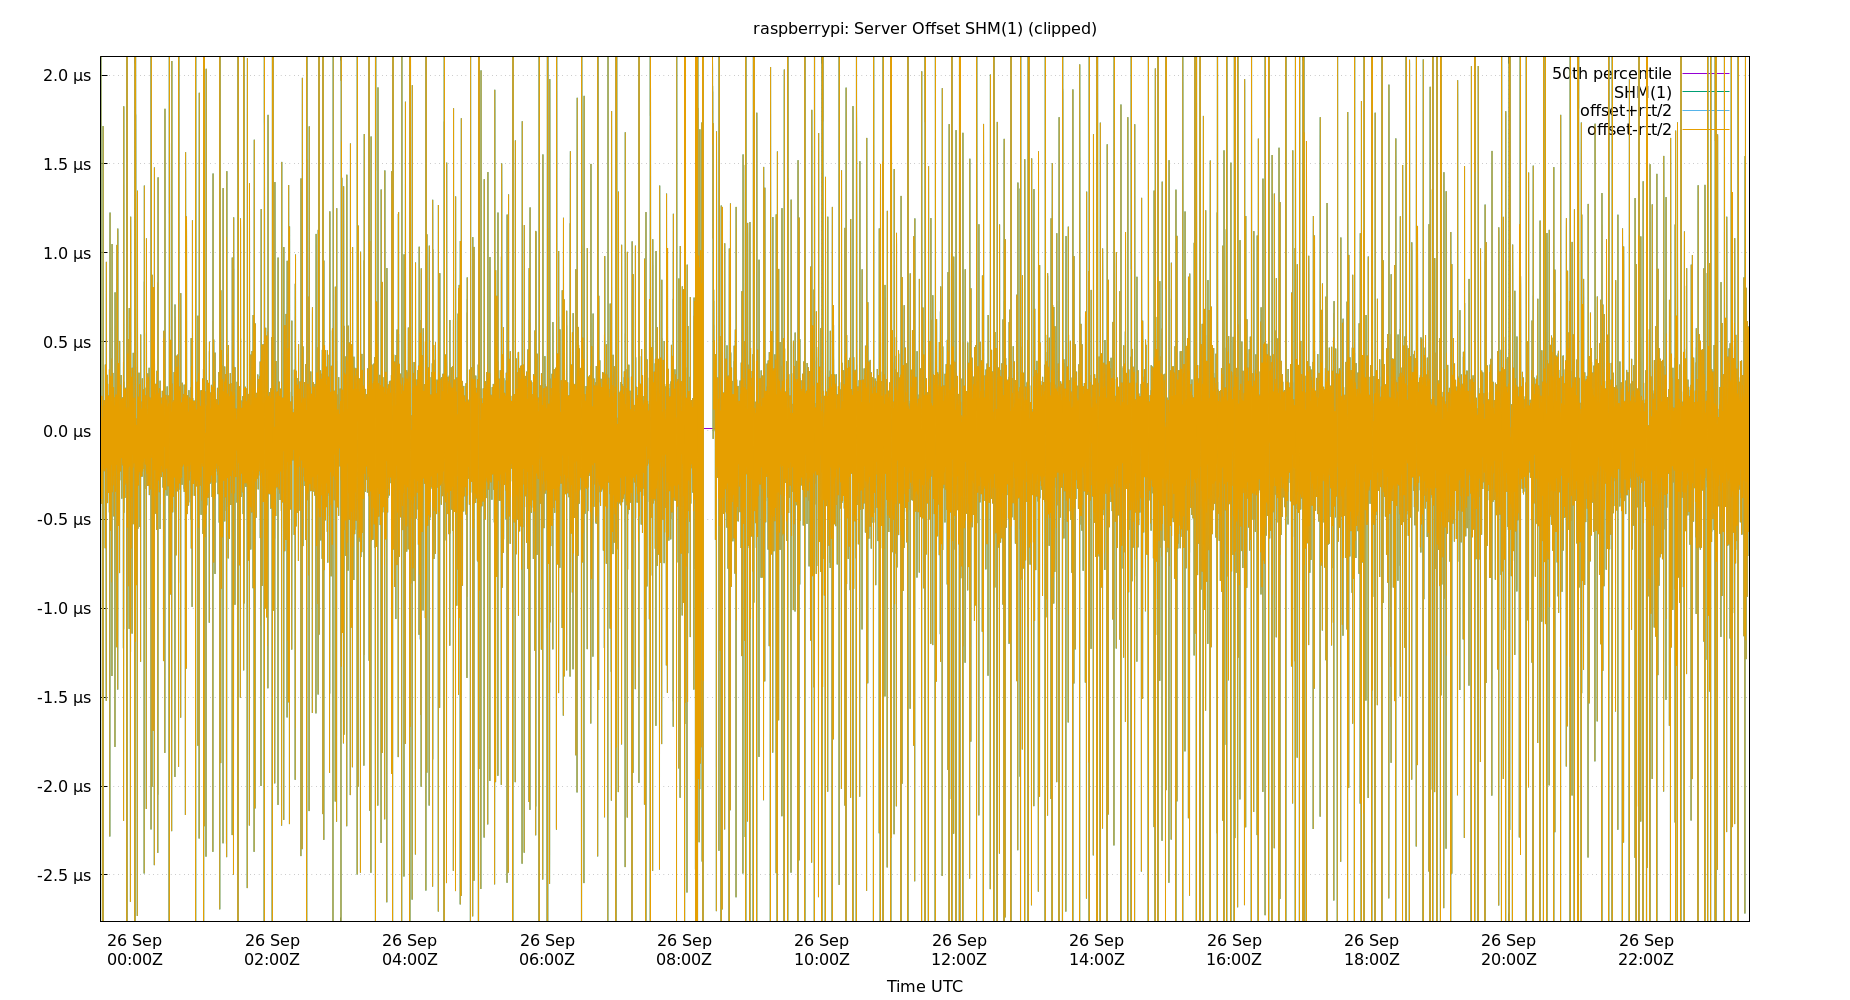 raspberrypi: Server Offset SHM(1) (clipped)
2.0 µs
1.5 µs
1.0 µs
0.5 µs
0.0 µs
-0.5 µs
-1.0 µs
-1.5 µs
-2.0 µs
-2.5 µs
50th percentile
SHM(1)
offset+rtt/2
offset-rtt/2
26 Sep 26 Sep 26 Sep 26 Sep 26 Sep 26 Sep 26 Sep 26 Sep 26 Sep 26 Sep 26 Sep 26 Sep
00:00Z 02:00Z 04:00Z 06:00Z 08:00Z 10:00Z 12:00Z 14:00Z 16:00Z 18:00Z 20:00Z 22:00Z
Time UTC